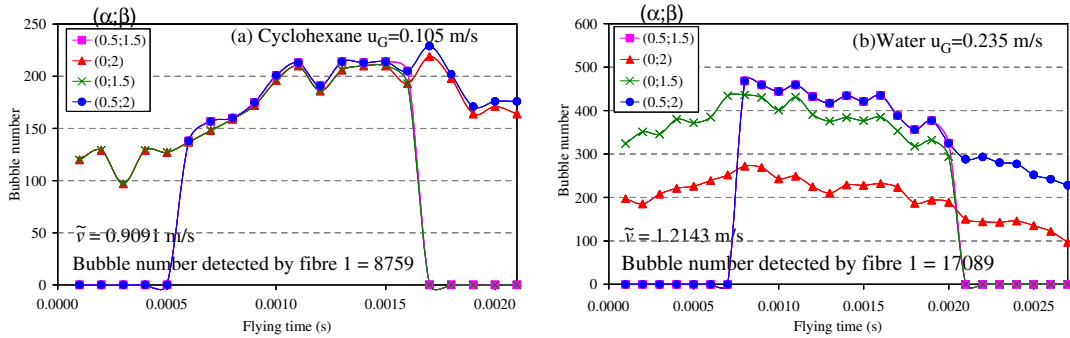 (α;β)
(0.5;1.5)
(0;2)
(0;1.5)
(0.5;2)
(a) Cyclohexane uG=0.105 m/s
Bubble number
250
200
150
100
50
0
ṽ = 0.9091 m/s
Bubble number detected by fibre 1 = 8759
0.0000 0.0005 0.0010 0.0015 0.0020
Flying time (s)
(α;β)
(0.5;1.5)
(0;2)
(0;1.5)
(0.5;2)
(b)Water uG=0.235 m/s
Bubble number
600
500
400
300
200
100
0
ṽ = 1.2143 m/s
Bubble number detected by fibre 1 = 17089
0.0000 0.0005 0.0010 0.0015 0.0020 0.0025
Flying time (s)